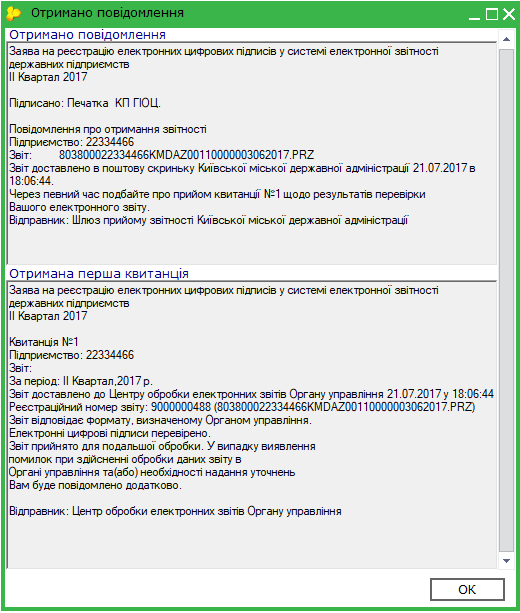 Отримано повідомлення
Отримано повідомлення
Заява на реєстрацію електронних цифрових підписів у системі електронної звітності
державних підприємств
ІІ Квартал 2017
Підписано: Печатка КП ГІОЦ.
Повідомлення про отримання звітності
Підприємство: 22334466
Звіт: 803800022334466KMDAZ00110000003062017.PRZ
Звіт доставлено в поштову скриньку Київської міської державної адміністрації 21.07.2017 в
18:06:44.
Через певний час подбайте про прийом квитанції №1 щодо результатів перевірки
Вашого електронного звіту.
Відправник: Шлюз прийому звітності Київської міської державної адміністрації
Отримана перша квитанція
Заява на реєстрацію електронних цифрових підписів у системі електронної звітності
державних підприємств
ІІ Квартал 2017
Квитанція №1
Підприємство: 22334466
Звіт:
За період: ІІ Квартал,2017 р.
Звіт доставлено до Центру обробки електронних звітів Органу управління 21.07.2017 у 18:06:44
Реєстраційний номер звіту: 9000000488 (803800022334466KMDAZ00110000003062017.PRZ)
Звіт відповідає формату, визначеному Органом управління.
Електронні цифрові підписи перевірено.
Звіт прийнято для подальшої обробки. У випадку виявлення
помилок при здійсненні обробки даних звіту в
Органі управління та(або) необхідності надання уточнень
Вам буде повідомлено додатково.
Відправник: Центр обробки електронних звітів Органу управління
OK